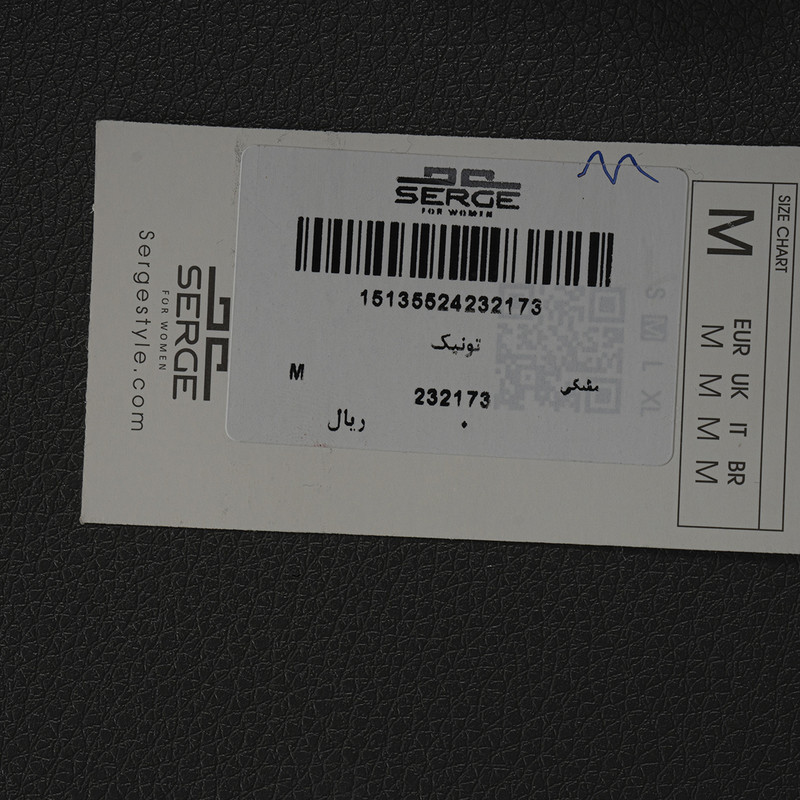 SERGE
FOR WOMEN
15135524232173
تونیک
M
مشکی
232173
۰
ریال
SERGE
FOR WOMEN
Sergestyle.com
SIZE CHART
M
EUR UK IT BR
M M M M
S M L XL
M